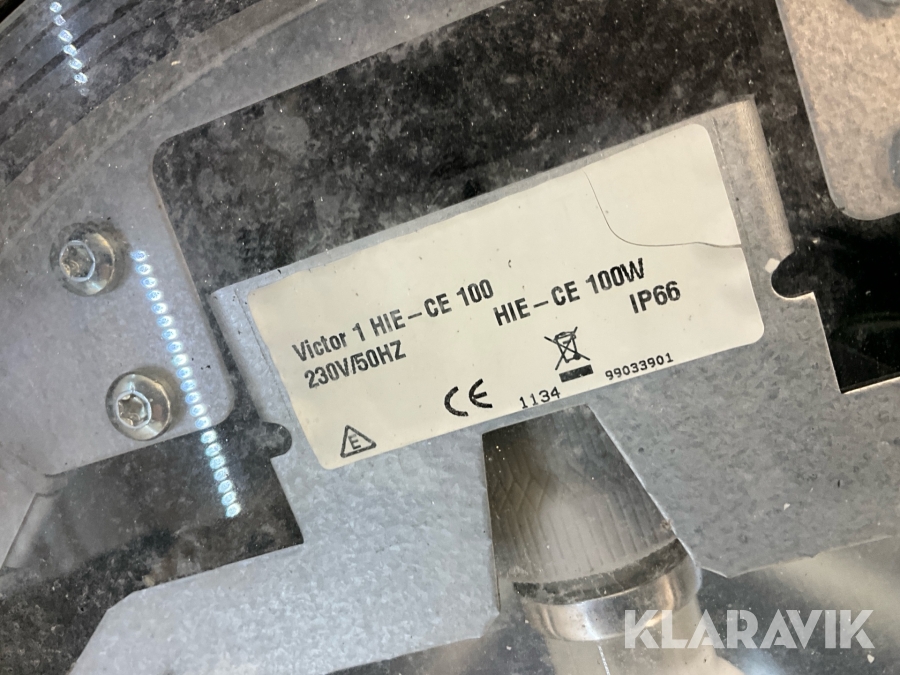 Victor 1 HIE-CE 100
HIE-CE 100W
230V/50HZ
IP66
E
CE
1134
99033901
KLARAVIK